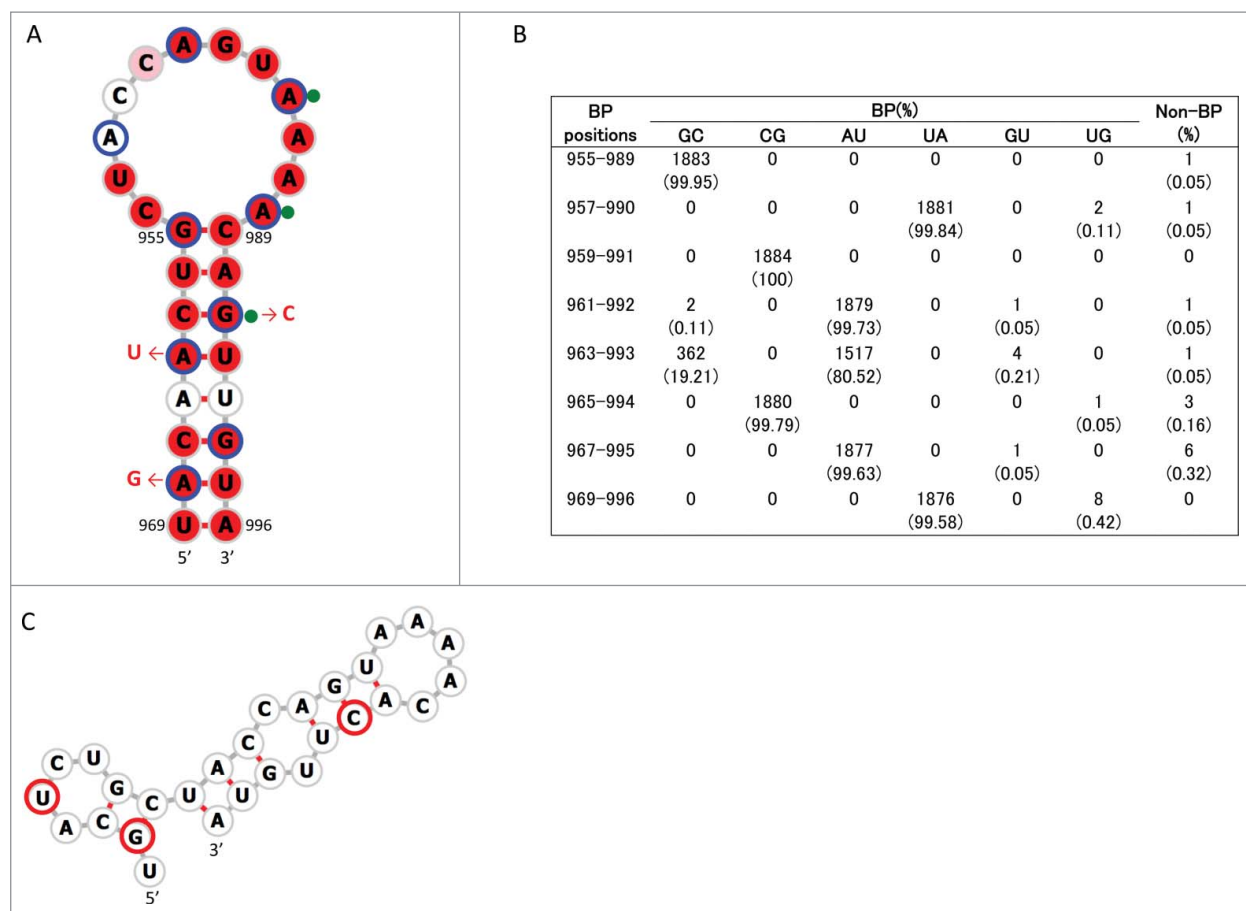 A
C A G U
C A
A A
U A
C A
955 G C 989
U A
C G → C
U ← A U
A U
C G
G ← A U
969 U A 996
5' 3'
B
BP positions BP(%) Non-BP (%)
GC CG AU UA GU UG
955-989 1883 0 0 0 0 0 1
(99.95) (0.05)
957-990 0 0 0 1881 0 2 1
(99.84) (0.11) (0.05)
959-991 0 1884 0 0 0 0 0
(100)
961-992 2 0 1879 0 1 0 1
(0.11) (99.73) (0.05) (0.05)
963-993 362 0 1517 0 4 0 1
(19.21) (80.52) (0.21) (0.05)
965-994 0 1880 0 0 0 1 3
(99.79) (0.05) (0.16)
967-995 0 0 1877 0 1 0 6
(99.63) (0.05) (0.32)
969-996 0 0 0 1876 0 8 0
(99.58) (0.42)
C
5' U G C A U C U G C U A C C A G U A A A A C A C U U G U A 3'